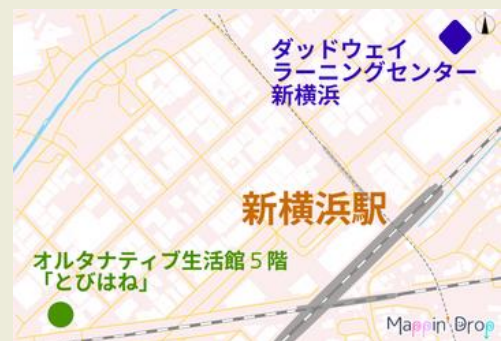 ダッドウェイ
ラーニングセンター
新横浜
新横浜駅
オルタナティブ生活館５階
「とびはね」
Mappin Drop